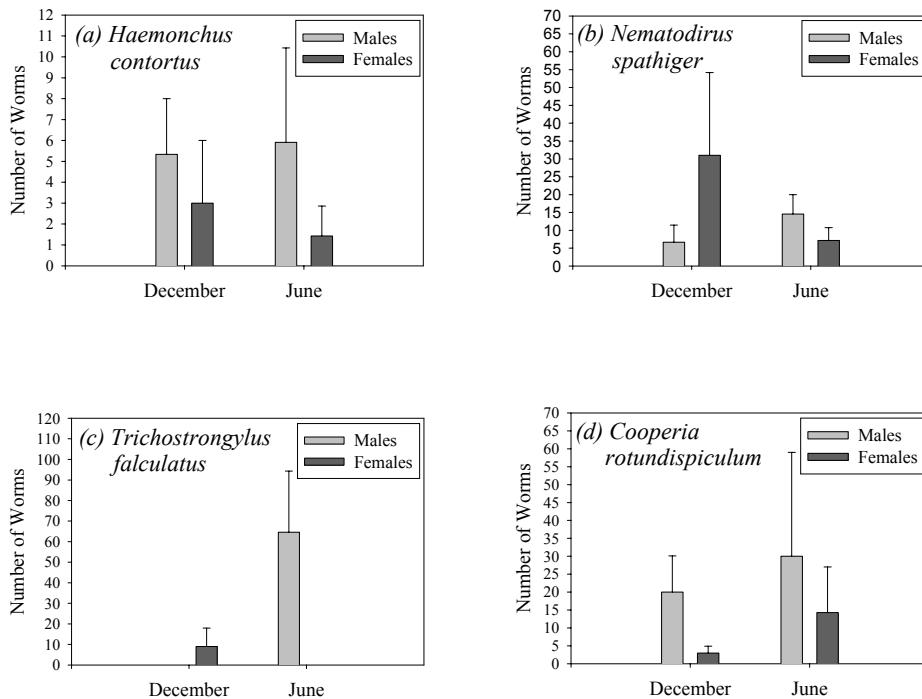 (a) Haemonchus
contortus
Males
Females
Number of Worms
12
11
10
9
8
7
6
5
4
3
2
1
0
December June
(b) Nematodirus
spathiger
Males
Females
Number of Worms
70
65
60
55
50
45
40
35
30
25
20
15
10
5
0
December June
(c) Trichostrongylus
falculatus
Males
Females
Number of Worms
120
110
100
90
80
70
60
50
40
30
20
10
0
December June
(d) Cooperia
rotundispiculum
Males
Females
Number of Worms
70
65
60
55
50
45
40
35
30
25
20
15
10
5
0
December June